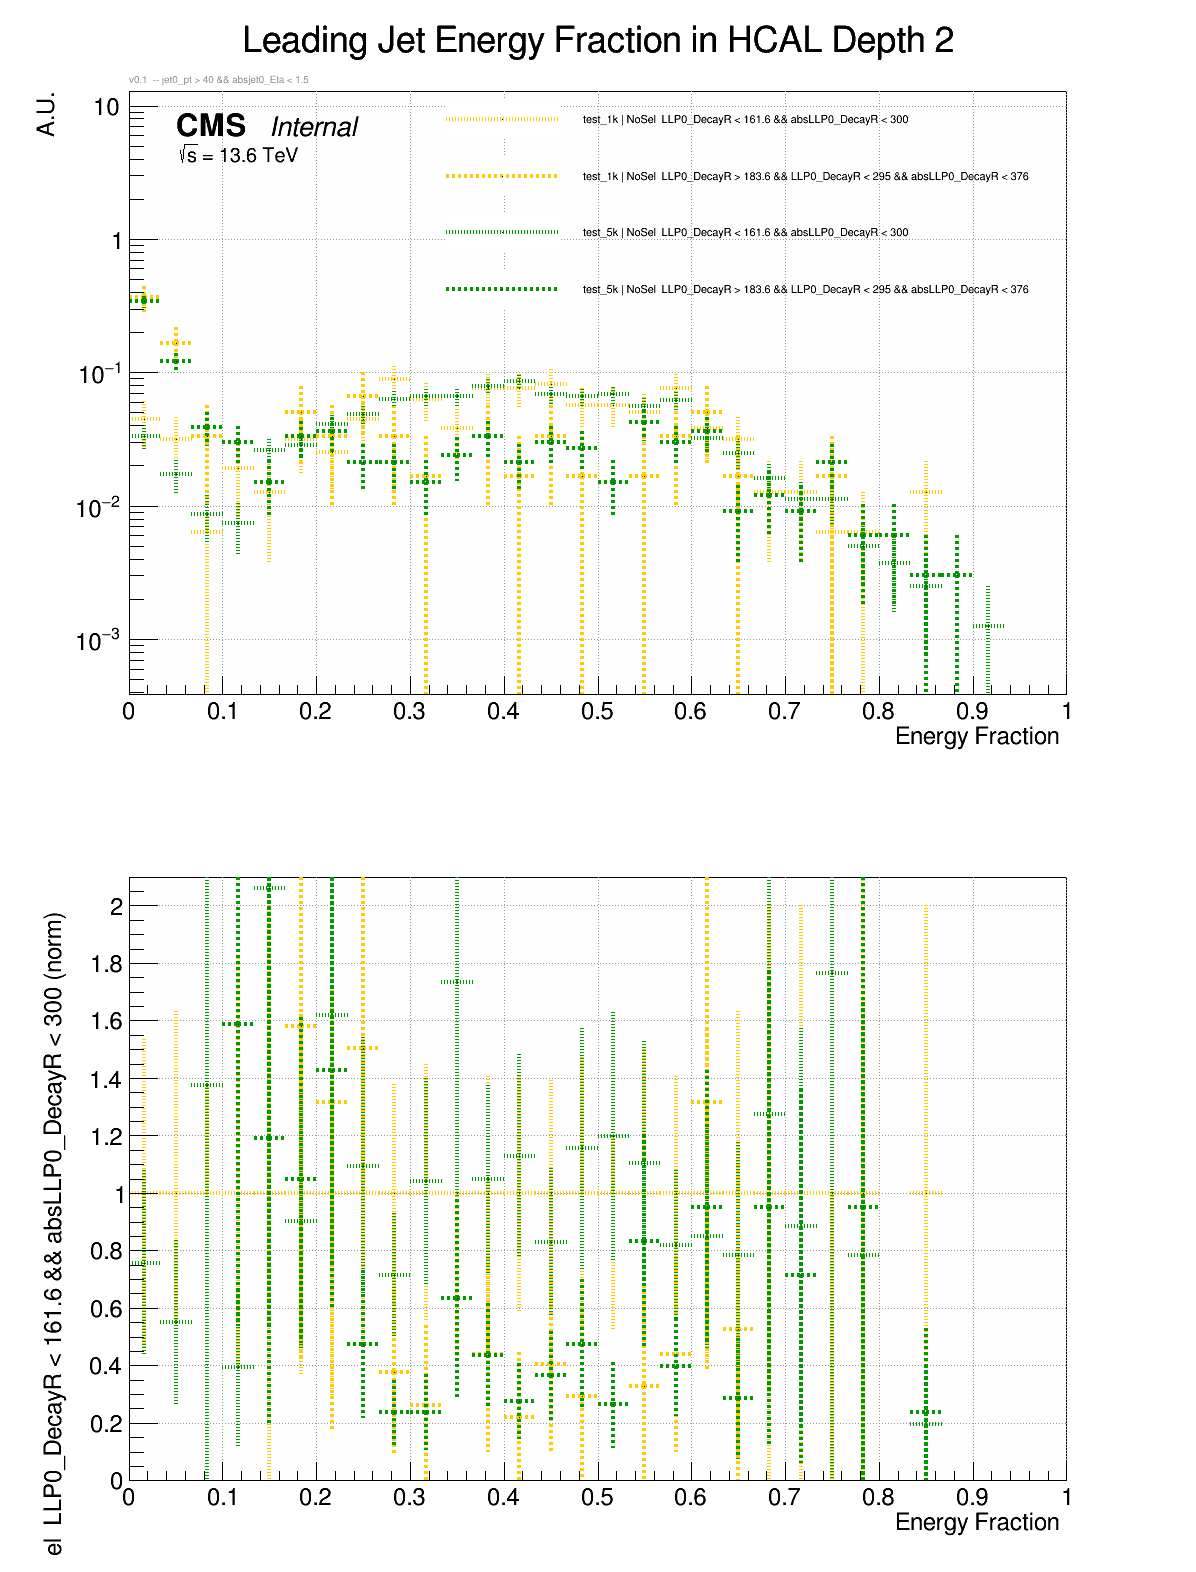 Leading Jet Energy Fraction in HCAL Depth 2
v0.1 -- jet0_pt > 40 && absjet0_Eta < 1.5
A.U.
CMS Internal
√s = 13.6 TeV
test_1k | NoSel LLP0_DecayR < 161.6 && absLLP0_DecayR < 300
test_1k | NoSel LLP0_DecayR > 183.6 && LLP0_DecayR < 295 && absLLP0_DecayR < 376
test_5k | NoSel LLP0_DecayR < 161.6 && absLLP0_DecayR < 300
test_5k | NoSel LLP0_DecayR > 183.6 && LLP0_DecayR < 295 && absLLP0_DecayR < 376
10
1
10⁻¹
10⁻²
10⁻³
0 0.1 0.2 0.3 0.4 0.5 0.6 0.7 0.8 0.9 1
Energy Fraction
el LLP0_DecayR < 161.6 && absLLP0_DecayR < 300 (norm)
2
1.8
1.6
1.4
1.2
1
0.8
0.6
0.4
0.2
0
0 0.1 0.2 0.3 0.4 0.5 0.6 0.7 0.8 0.9 1
Energy Fraction